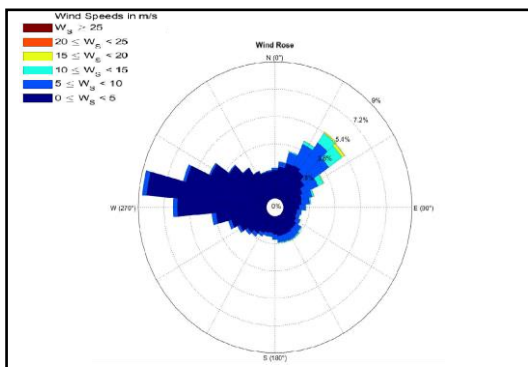 Wind Speeds in m/s
W_S > 25
20 ≤ W_S < 25
15 ≤ W_S < 20
10 ≤ W_S < 15
5 ≤ W_S < 10
0 ≤ W_S < 5
Wind Rose
N (0°)
9%
7.2%
5.4%
0%
W (270°)
E (90°)
S (180°)